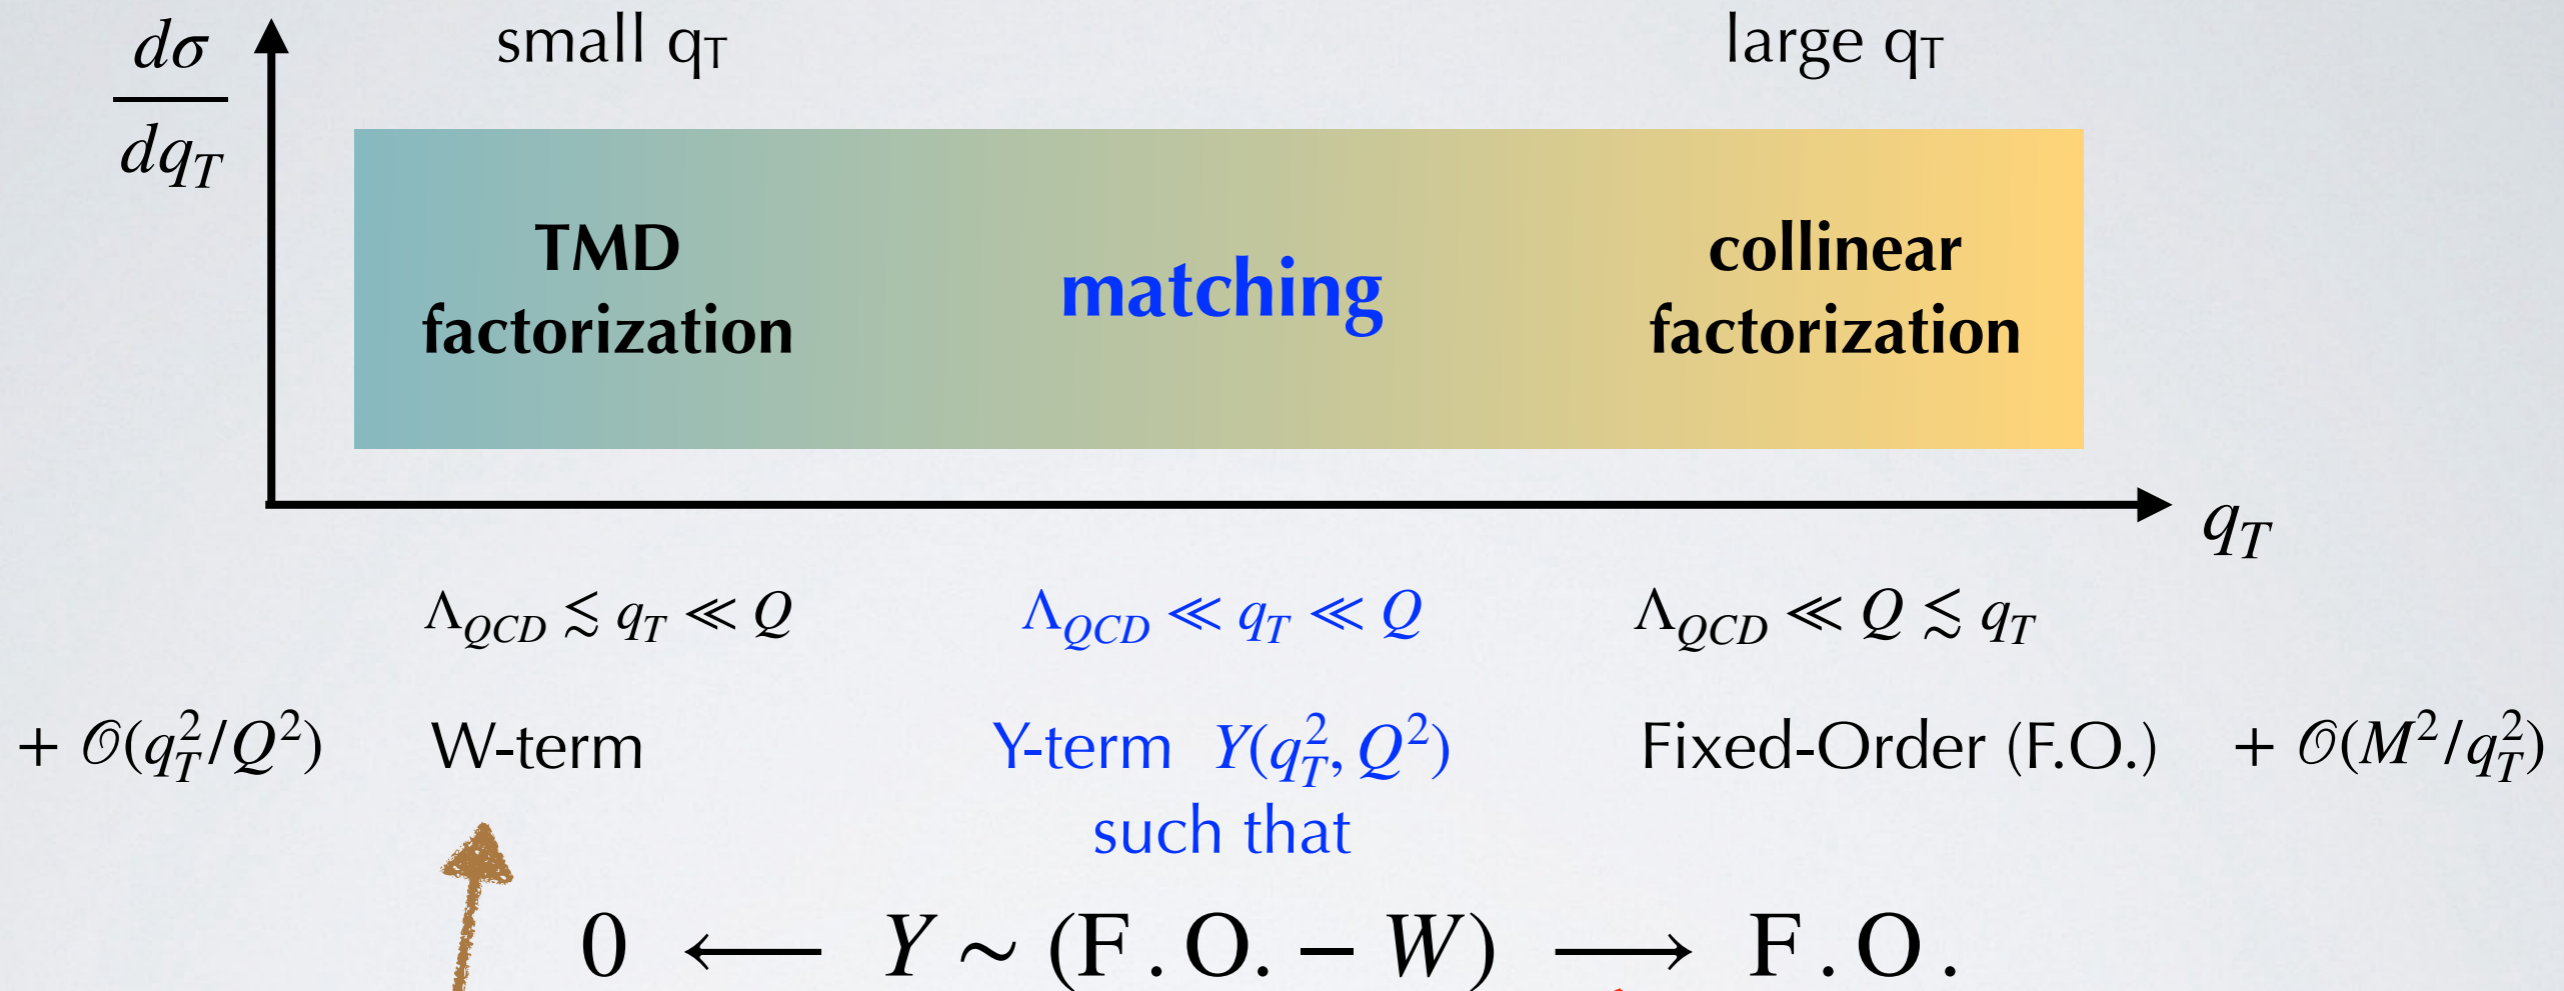 dσ
dq_T
small q_T
large q_T
TMD
factorization
matching
collinear
factorization
q_T
Λ_QCD ≲ q_T ≪ Q
Λ_QCD ≪ q_T ≪ Q
Λ_QCD ≪ Q ≲ q_T
+ 𝒪(q_T^2/Q^2)
W-term
Y-term Y(q_T^2, Q^2)
such that
Fixed-Order (F.O.)
+ 𝒪(M^2/q_T^2)
0 ⟵ Y ∼ (F.O. − W) ⟶ F.O.